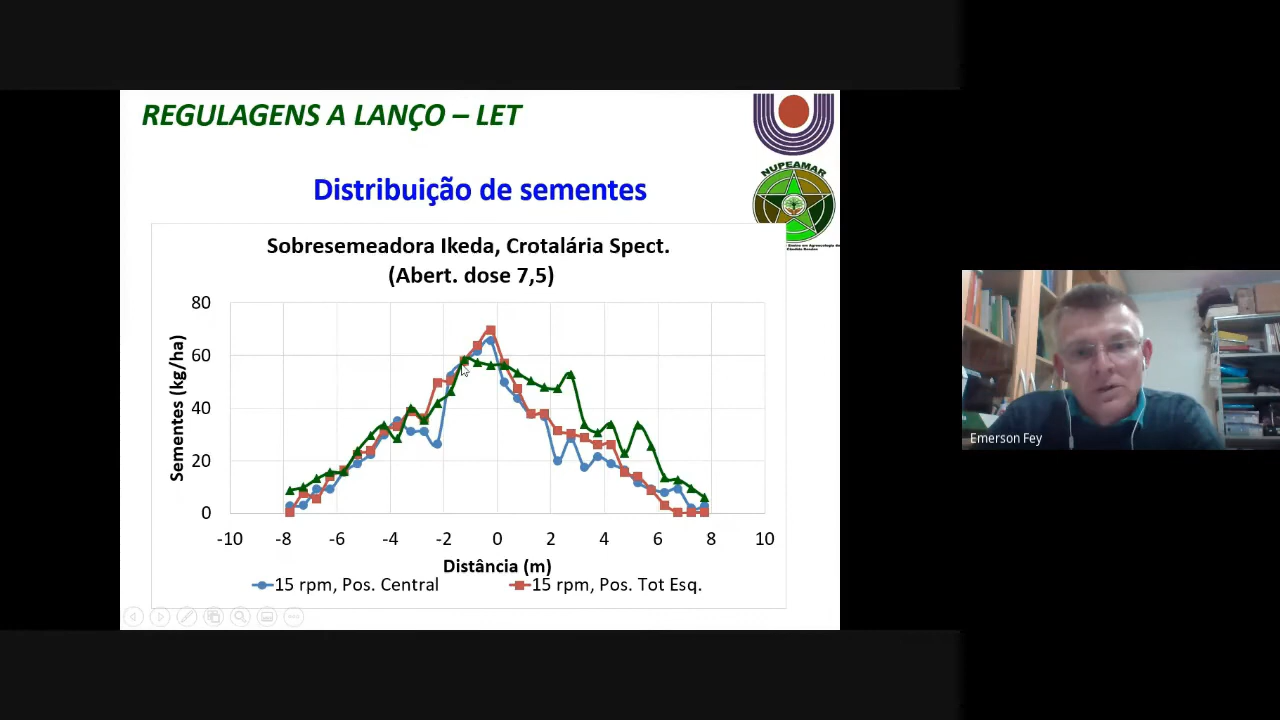 REGULAGENS A LANÇO – LET
NUPEAMAR
Distribuição de sementes
Sobresemeadora Ikeda, Crotalária Spect.
(Abert. dose 7,5)
Sementes (kg/ha)
80
60
40
20
0
-10 -8 -6 -4 -2 0 2 4 6 8 10
Distância (m)
15 rpm, Pos. Central 15 rpm, Pos. Tot Esq.
Emerson Fey